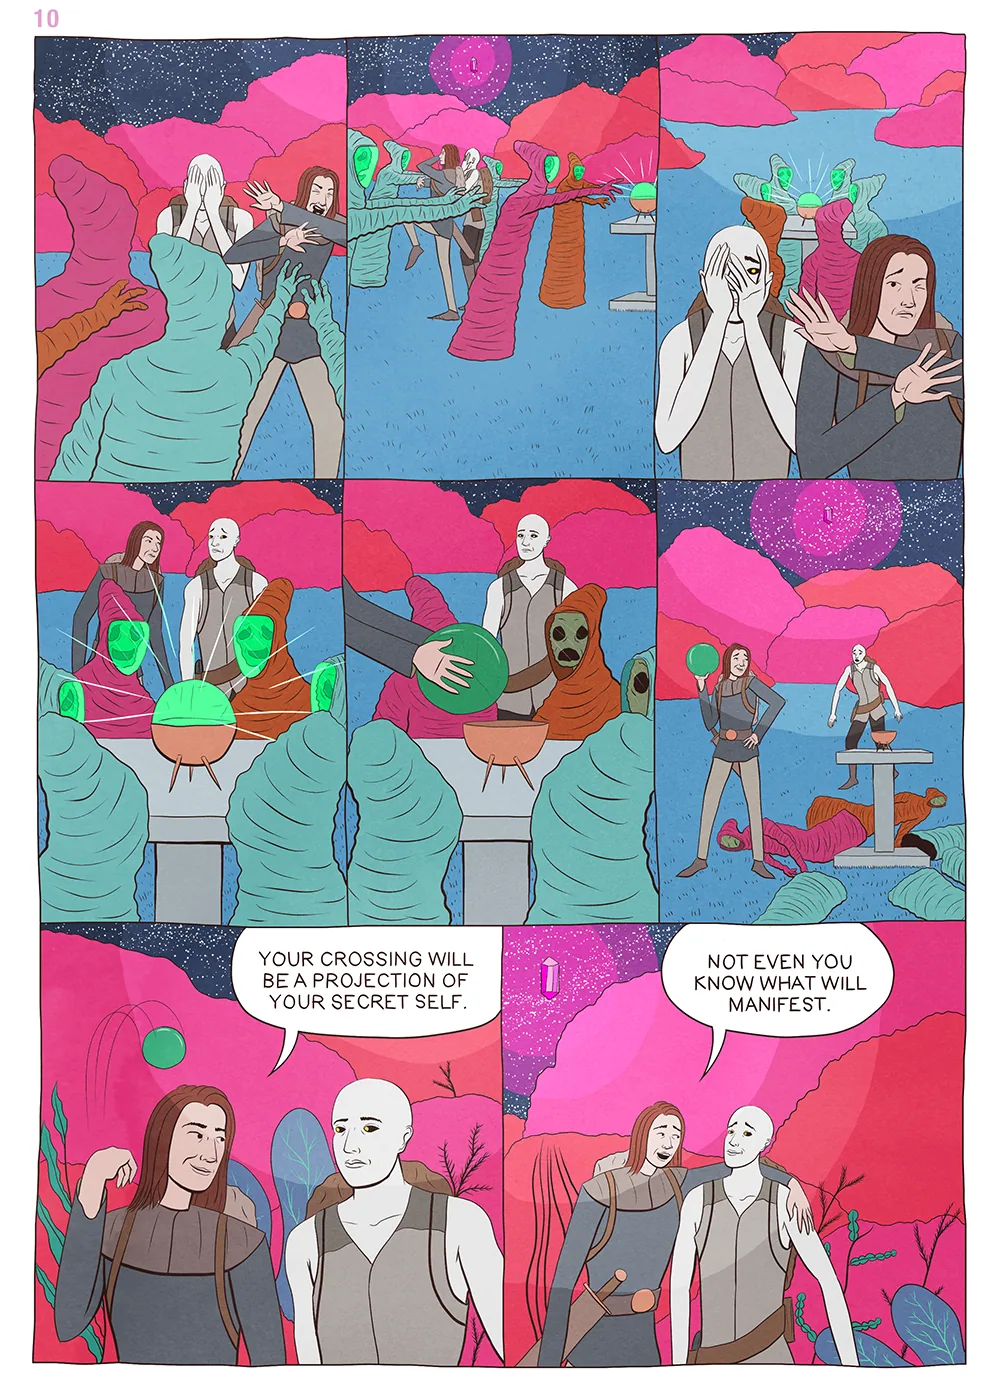 10
YOUR CROSSING WILL
BE A PROJECTION OF
YOUR SECRET SELF.
NOT EVEN YOU
KNOW WHAT WILL
MANIFEST.